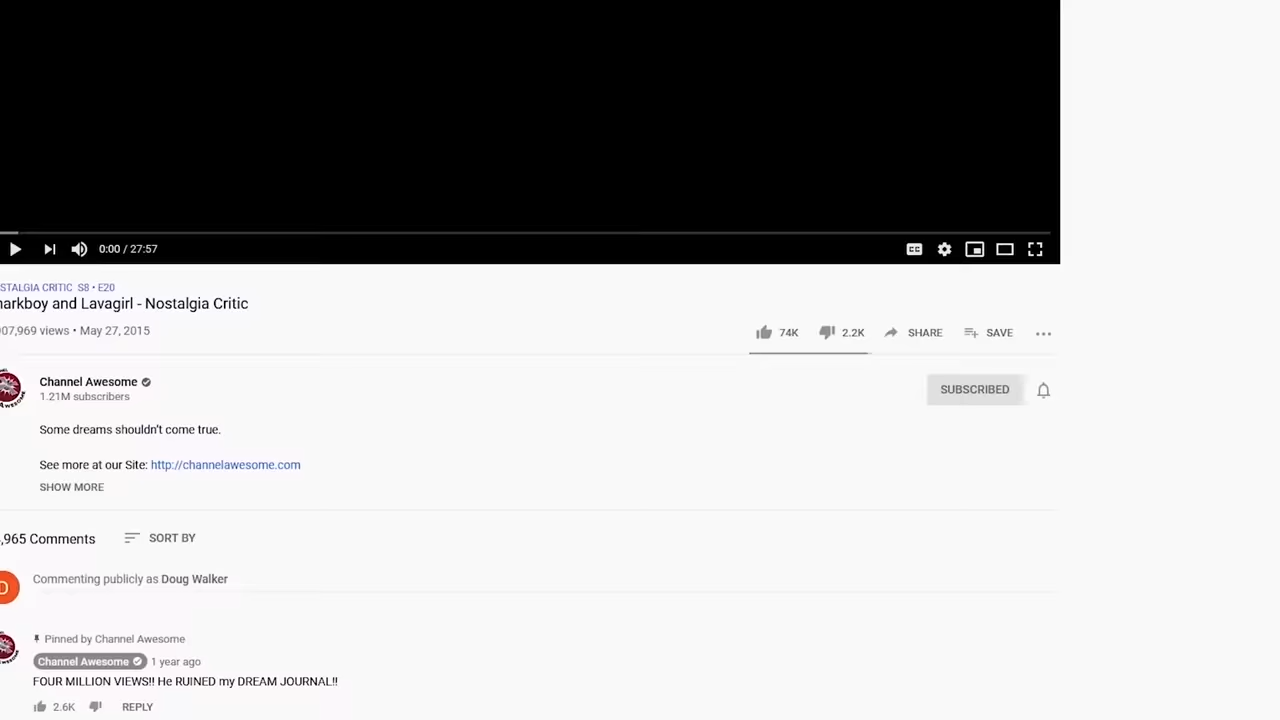 0:00 / 27:57
STALGIA CRITIC S8 • E20
arkboy and Lavagirl - Nostalgia Critic
07,969 views • May 27, 2015
74K
2.2K
SHARE
SAVE
Channel Awesome
1.21M subscribers
SUBSCRIBED
Some dreams shouldn't come true.
See more at our Site: http://channelawesome.com
SHOW MORE
,965 Comments
SORT BY
D
Commenting publicly as Doug Walker
Pinned by Channel Awesome
Channel Awesome 1 year ago
FOUR MILLION VIEWS!! He RUINED my DREAM JOURNAL!!
2.6K
REPLY